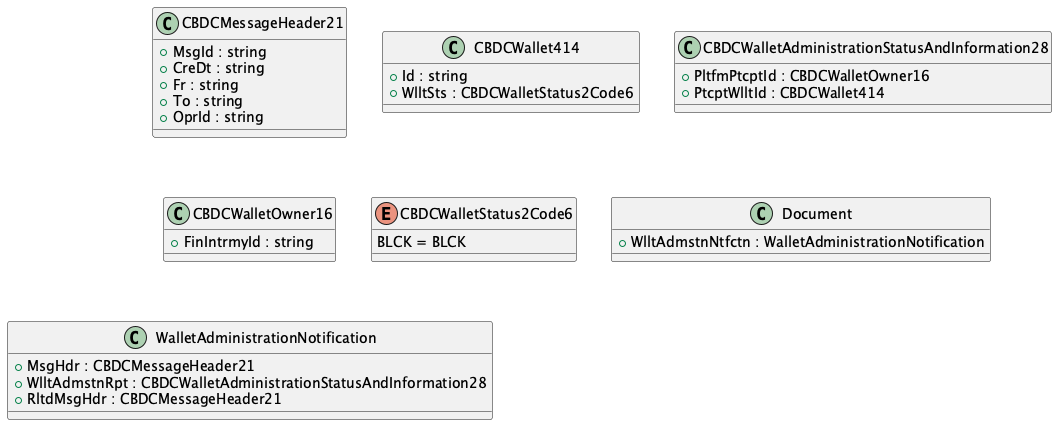 C CBDCMessageHeader21
MsgId : string
CreDt : string
Fr : string
To : string
OprId : string
C CBDCWallet414
Id : string
WlltSts : CBDCWalletStatus2Code6
C CBDCWalletAdministrationStatusAndInformation28
PltfmPtcptId : CBDCWalletOwner16
PtcptWlltId : CBDCWallet414
C CBDCWalletOwner16
FinIntrmyId : string
E CBDCWalletStatus2Code6
BLCK = BLCK
C Document
WlltAdmstnNtfctn : WalletAdministrationNotification
C WalletAdministrationNotification
MsgHdr : CBDCMessageHeader21
WlltAdmstnRpt : CBDCWalletAdministrationStatusAndInformation28
RltdMsgHdr : CBDCMessageHeader21